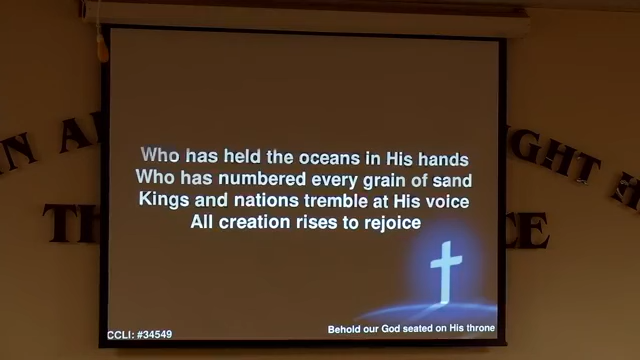 Who has held the oceans in His hands
Who has numbered every grain of sand
Kings and nations tremble at His voice
All creation rises to rejoice
CCLI: #34549
Behold our God seated on His throne